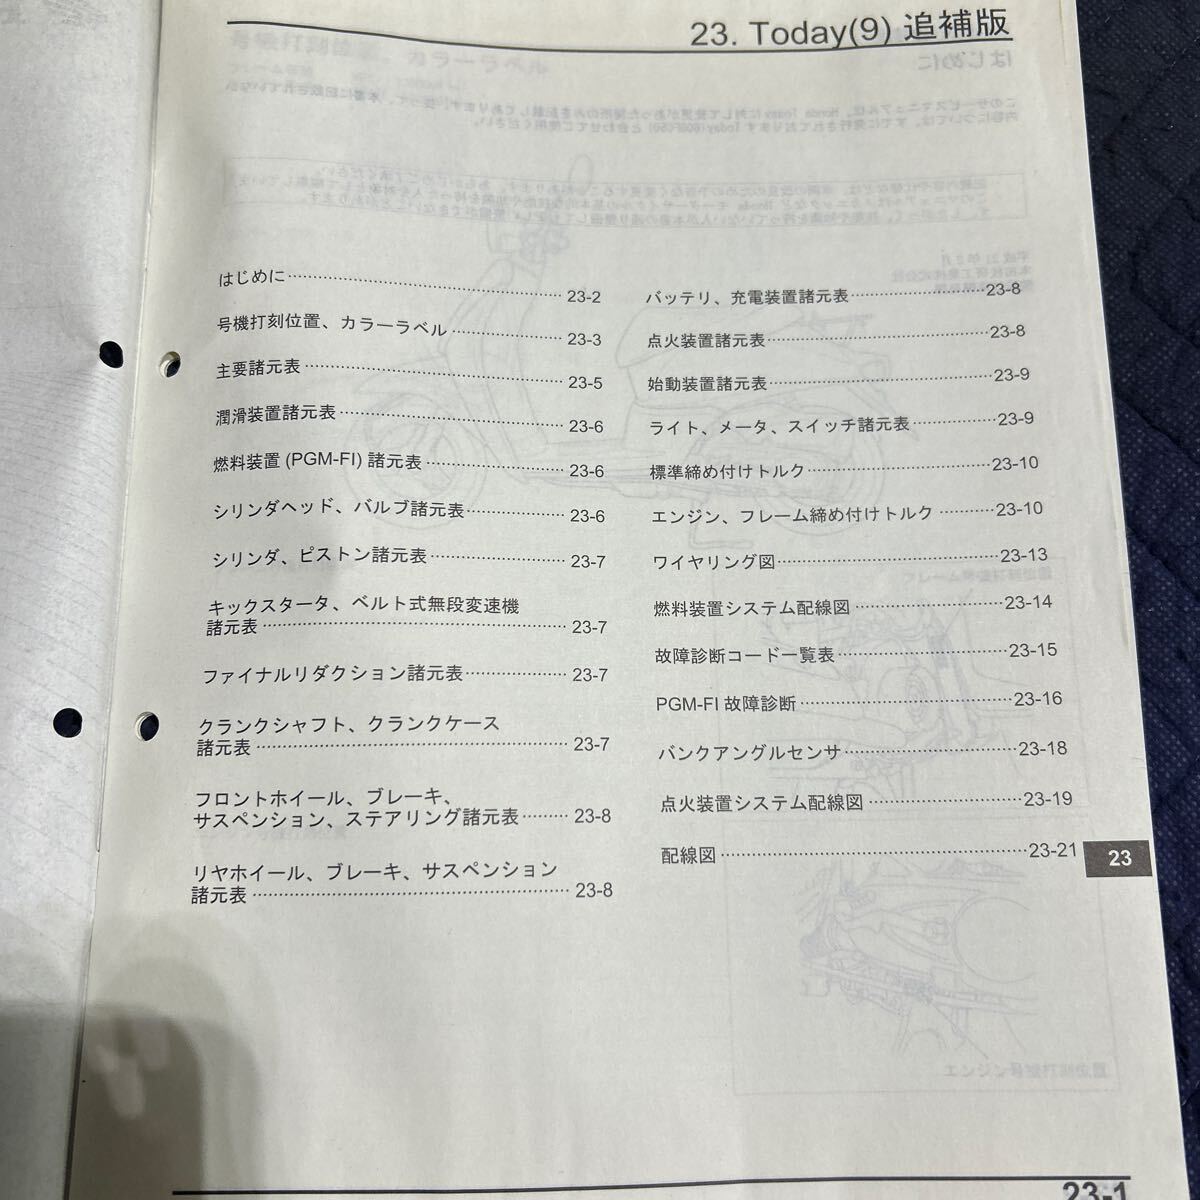 23. Today(9) 追補版
はじめに 23-2
号機打刻位置、カラーラベル 23-3
主要諸元表 23-5
潤滑装置諸元表 23-6
燃料装置 (PGM-FI) 諸元表 23-6
シリンダヘッド、バルブ諸元表 23-6
シリンダ、ピストン諸元表 23-7
キックスタータ、ベルト式無段変速機
諸元表 23-7
ファイナルリダクション諸元表 23-7
クランクシャフト、クランクケース
諸元表 23-7
フロントホイール、ブレーキ、
サスペンション、ステアリング諸元表 23-8
リヤホイール、ブレーキ、サスペンション
諸元表 23-8
バッテリ、充電装置諸元表 23-8
点火装置諸元表 23-8
始動装置諸元表 23-9
ライト、メータ、スイッチ諸元表 23-9
標準締め付けトルク 23-10
エンジン、フレーム締め付けトルク 23-10
ワイヤリング図 23-13
燃料装置システム配線図 23-14
故障診断コード一覧表 23-15
PGM-FI 故障診断 23-16
バンクアングルセンサ 23-18
点火装置システム配線図 23-19
配線図 23-21
23
23-1